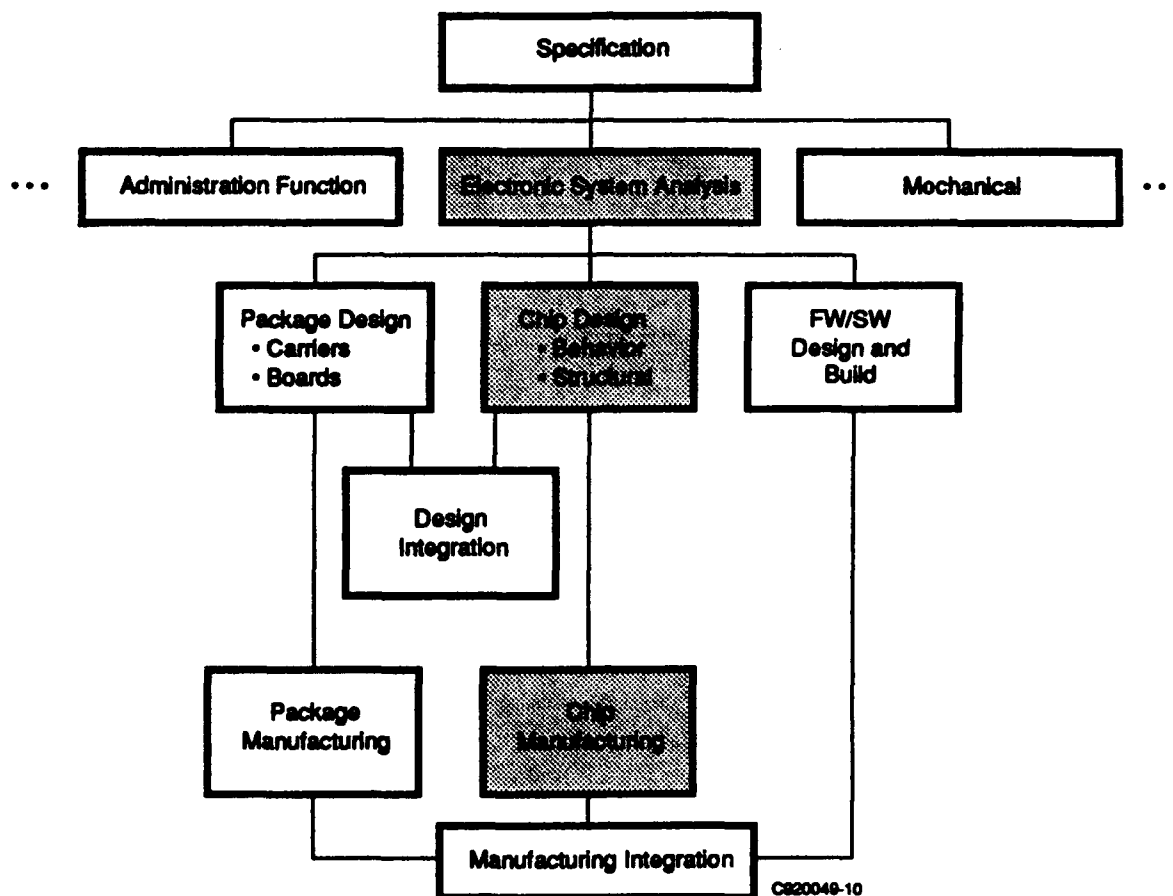 Specification
Administration Function
Electronic System Analysis
Mochanical
Package Design
• Carriers
• Boards
Chip Design
• Behavior
• Structural
FW/SW
Design and
Build
Design
Integration
Package
Manufacturing
Chip
Manufacturing
Manufacturing Integration
C920049-10